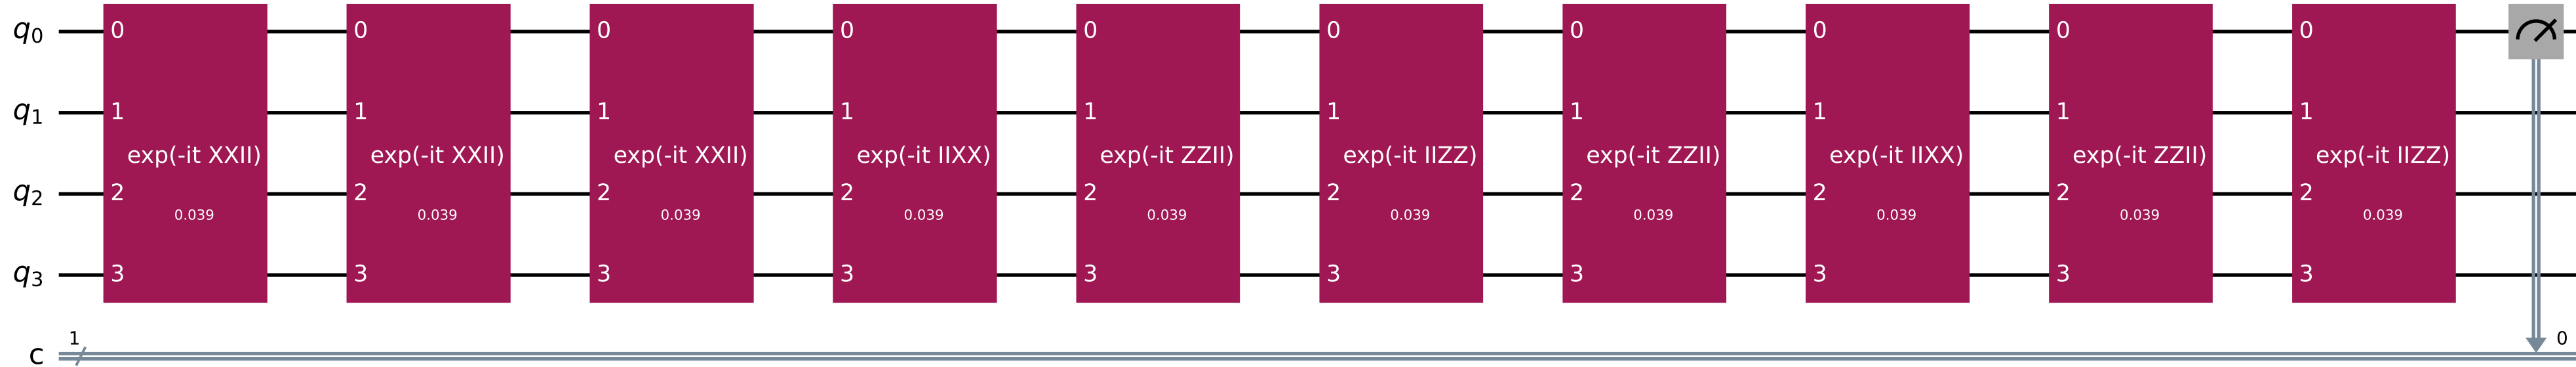 q0 0 0 0 0 0 0 0 0 0 0
q1 1 1 1 1 1 1 1 1 1 1
exp(-it XXII) exp(-it XXII) exp(-it XXII) exp(-it IIXX) exp(-it ZZII) exp(-it IIZZ) exp(-it ZZII) exp(-it IIXX) exp(-it ZZII) exp(-it IIZZ)
q2 2 2 2 2 2 2 2 2 2 2
0.039 0.039 0.039 0.039 0.039 0.039 0.039 0.039 0.039 0.039
q3 3 3 3 3 3 3 3 3 3 3
1 0
c